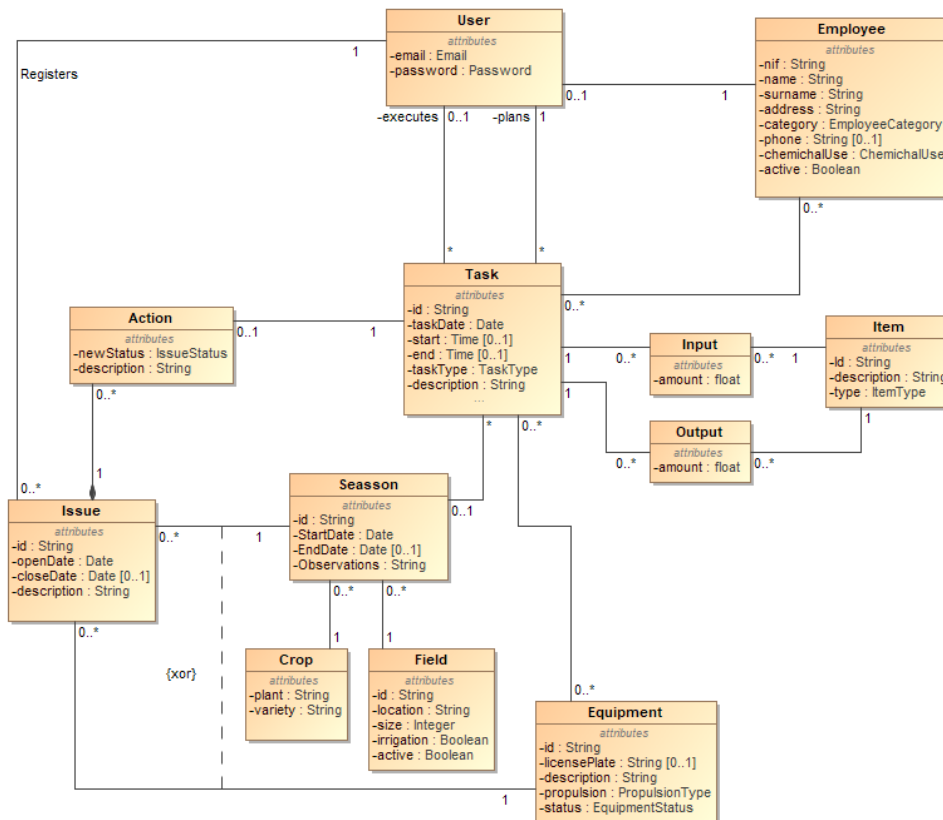 User
attributes
-email : Email
-password : Password
Employee
attributes
-nif : String
-name : String
-surname : String
-address : String
-category : EmployeeCategory
-phone : String [0..1]
-chemichalUse : ChemichalUse
-active : Boolean
1
Registers
0..1
1
-executes
0..1
-plans
1
0..*
*
*
Task
attributes
-id : String
-taskDate : Date
-start : Time [0..1]
-end : Time [0..1]
-taskType : TaskType
-description : String
...
0..*
Action
attributes
-newStatus : IssueStatus
-description : String
0..1
1
0..*
1
Input
attributes
-amount : float
1
0..*
0..*
1
Item
attributes
-id : String
-description : String
-type : ItemType
1
Output
attributes
-amount : float
1
0..*
0..*
*
0..*
0..*
Issue
attributes
-id : String
-openDate : Date
-closeDate : Date [0..1]
-description : String
0..*
1
Seasson
attributes
-id : String
-StartDate : Date
-EndDate : Date [0..1]
-Observations : String
0..1
0..*
0..*
0..*
1
1
{xor}
Crop
attributes
-plant : String
-variety : String
Field
attributes
-id : String
-location : String
-size : Integer
-irrigation : Boolean
-active : Boolean
0..*
Equipment
attributes
-id : String
-licensePlate : String [0..1]
-description : String
-propulsion : PropulsionType
-status : EquipmentStatus
1